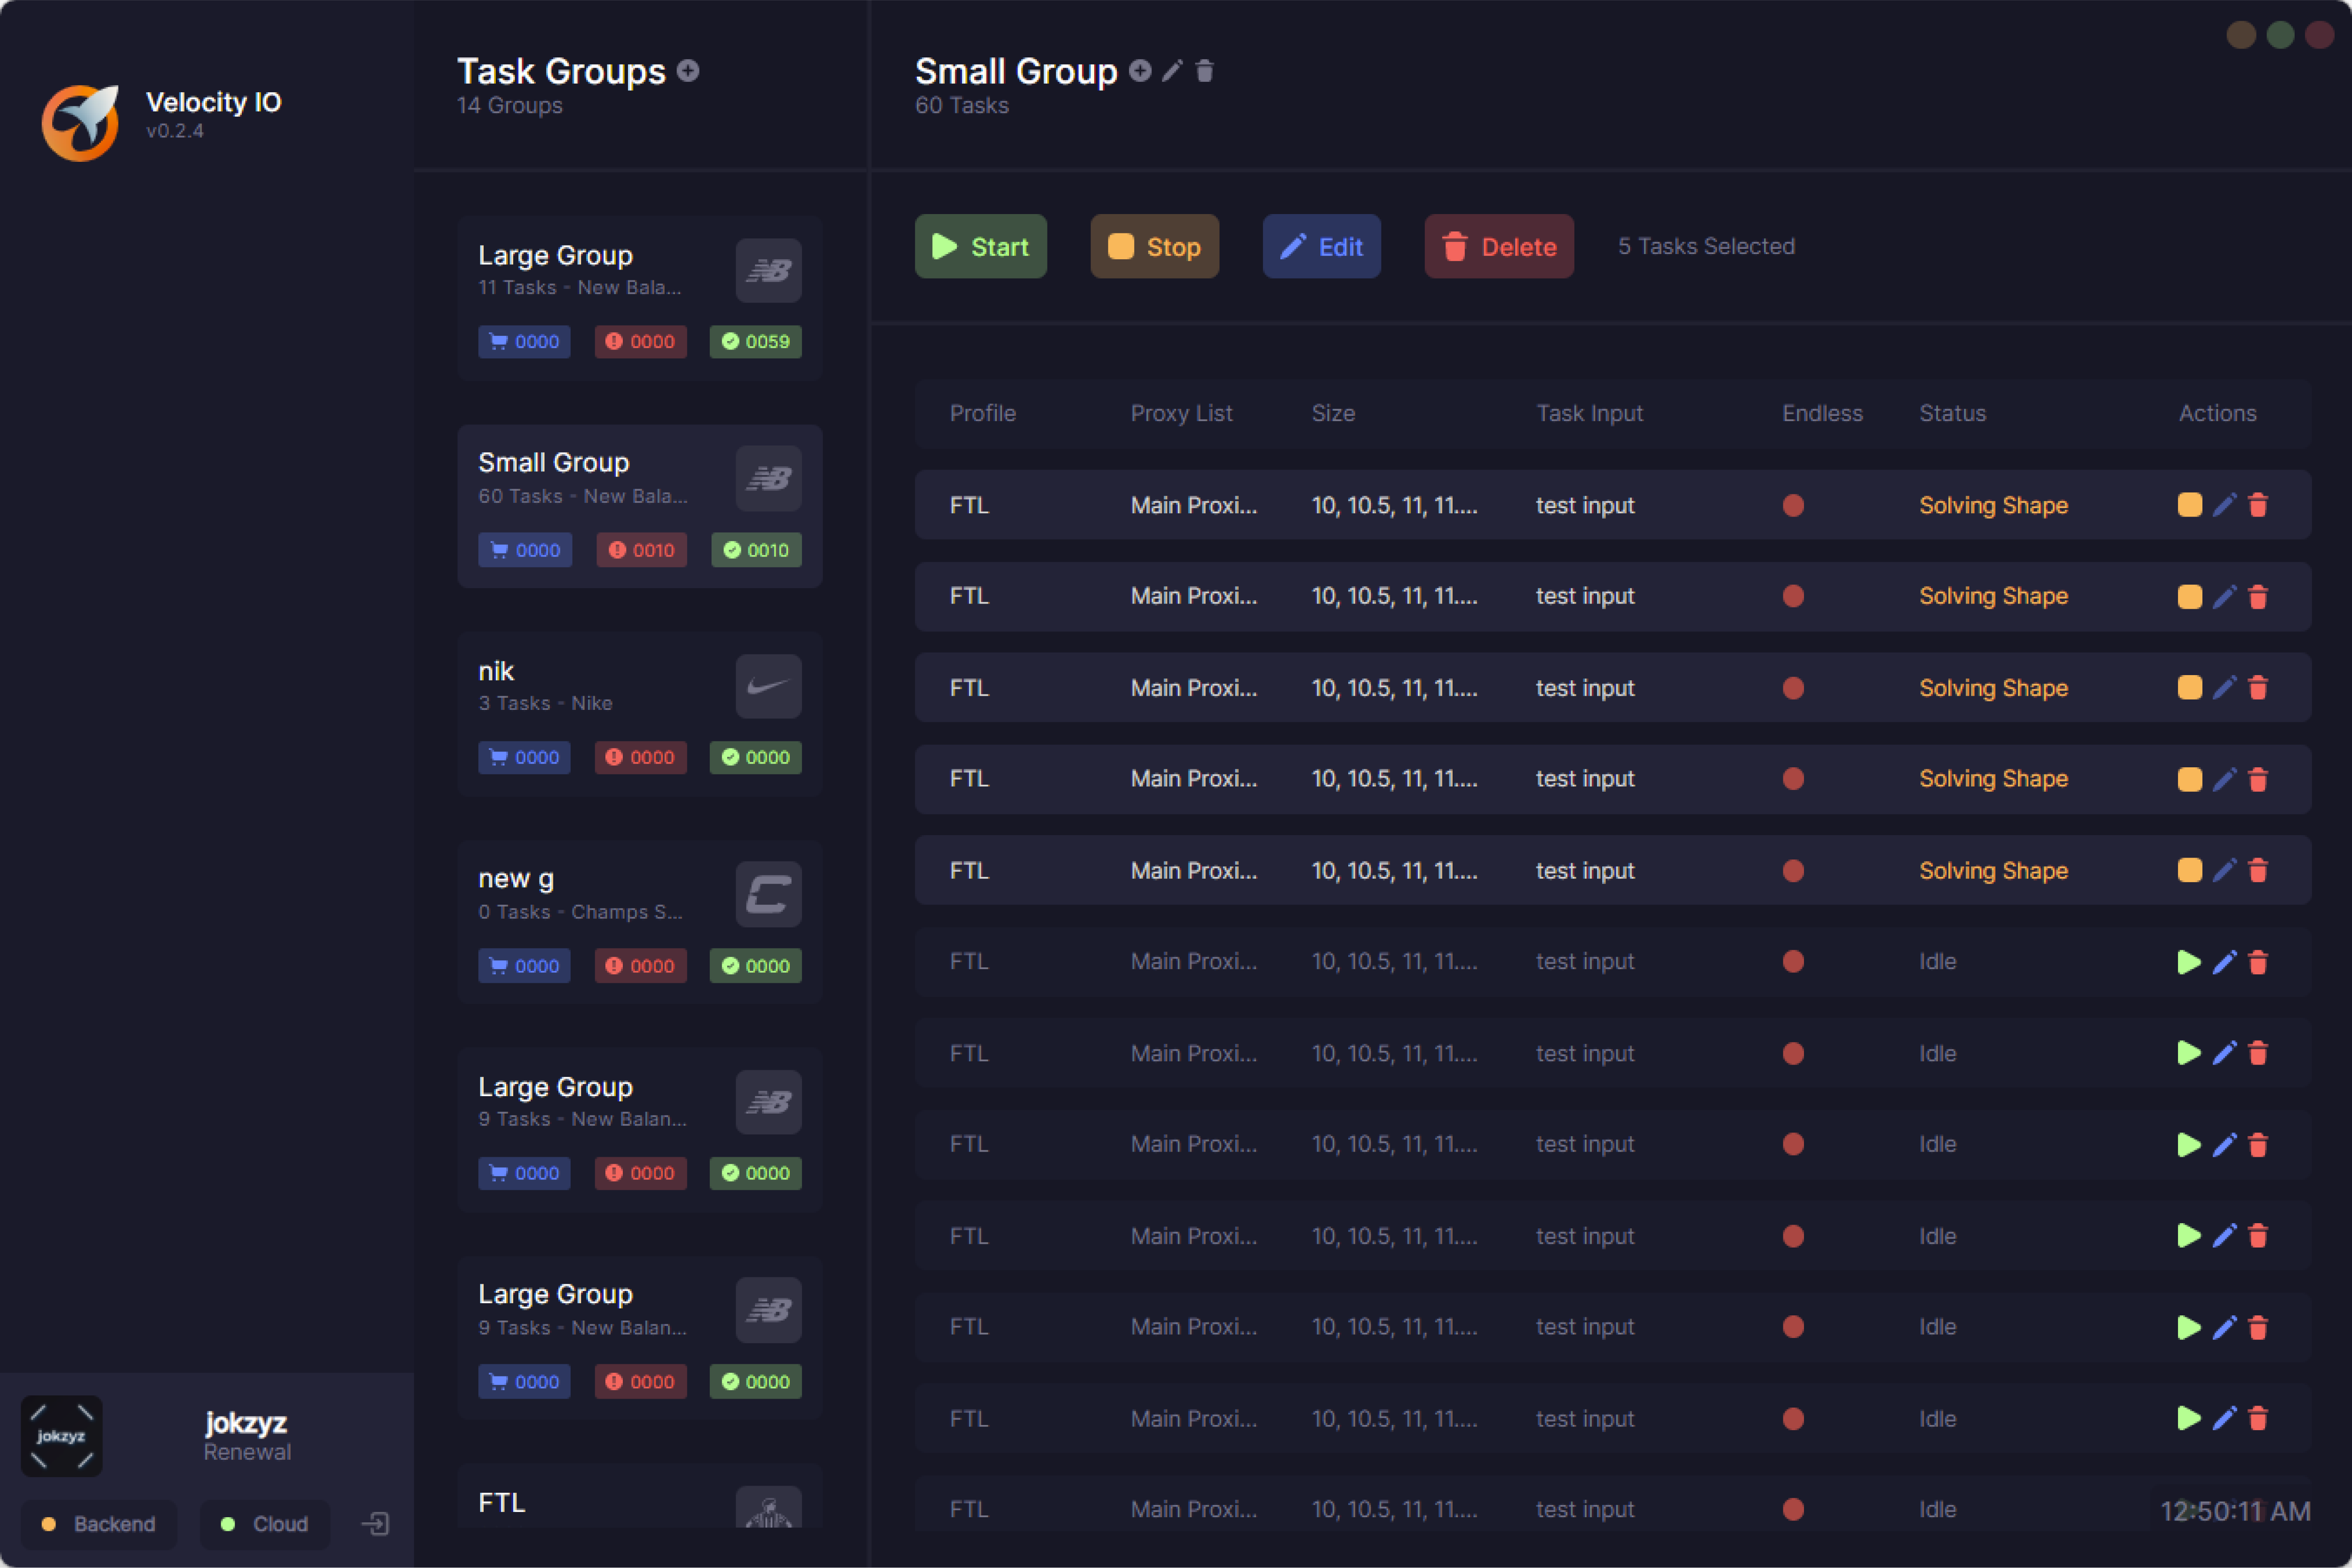 Velocity IO
v0.2.4
jokzyz
jokzyz
Renewal
Backend
Cloud
Task Groups
14 Groups
Large Group
11 Tasks - New Bala...
0000 0000 0059
Small Group
60 Tasks - New Bala...
0000 0010 0010
nik
3 Tasks - Nike
0000 0000 0000
new g
0 Tasks - Champs S...
0000 0000 0000
Large Group
9 Tasks - New Balan...
0000 0000 0000
Large Group
9 Tasks - New Balan...
0000 0000 0000
FTL
Small Group
60 Tasks
Start Stop Edit Delete 5 Tasks Selected
Profile Proxy List Size Task Input Endless Status Actions
FTL Main Proxi... 10, 10.5, 11, 11.... test input Solving Shape
FTL Main Proxi... 10, 10.5, 11, 11.... test input Solving Shape
FTL Main Proxi... 10, 10.5, 11, 11.... test input Solving Shape
FTL Main Proxi... 10, 10.5, 11, 11.... test input Solving Shape
FTL Main Proxi... 10, 10.5, 11, 11.... test input Solving Shape
FTL Main Proxi... 10, 10.5, 11, 11.... test input Idle
FTL Main Proxi... 10, 10.5, 11, 11.... test input Idle
FTL Main Proxi... 10, 10.5, 11, 11.... test input Idle
FTL Main Proxi... 10, 10.5, 11, 11.... test input Idle
FTL Main Proxi... 10, 10.5, 11, 11.... test input Idle
FTL Main Proxi... 10, 10.5, 11, 11.... test input Idle
FTL Main Proxi... 10, 10.5, 11, 11.... test input Idle
12:50:11 AM